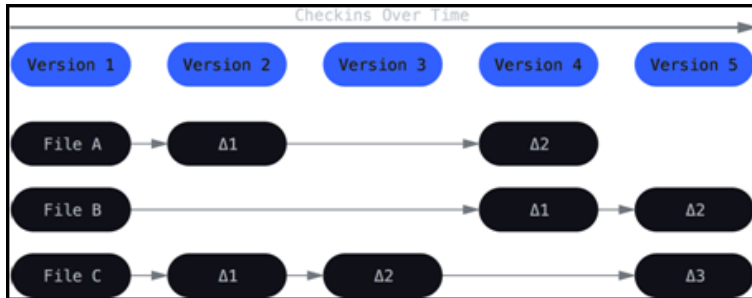 Checkins Over Time
Version 1 Version 2 Version 3 Version 4 Version 5
File A Δ1 Δ2
File B Δ1 Δ2
File C Δ1 Δ2 Δ3